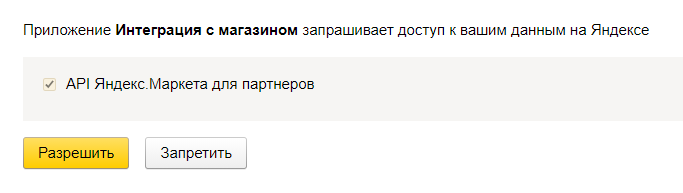 Приложение Интеграция с магазином запрашивает доступ к вашим данным на Яндексе
API Яндекс.Маркета для партнеров
Разрешить Запретить